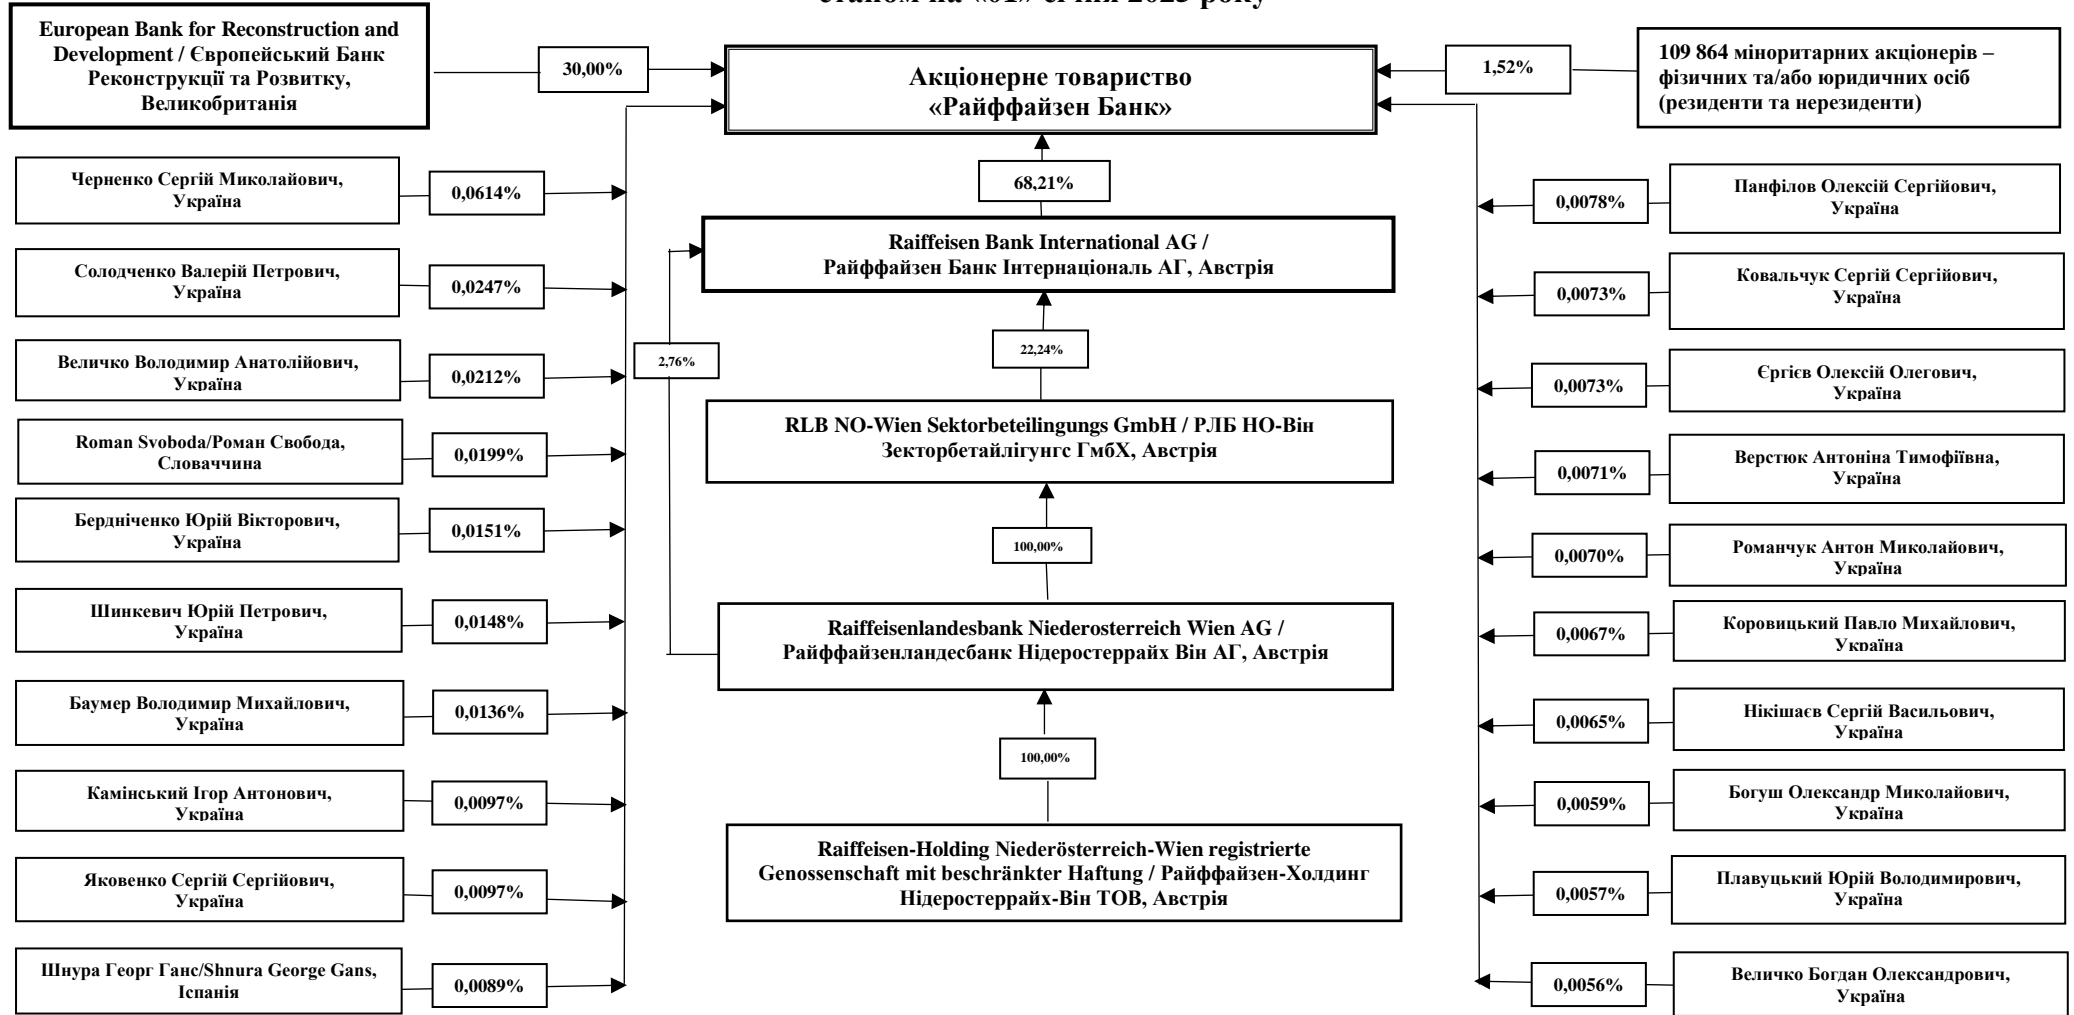 станом на «01» січня 2023 року
European Bank for Reconstruction and
Development / Європейський Банк
Реконструкції та Розвитку,
Великобританія
30,00%
Акціонерне товариство
«Райффайзен Банк»
1,52%
109 864 міноритарних акціонерів –
фізичних та/або юридичних осіб
(резиденти та нерезиденти)
Черненко Сергій Миколайович,
Україна
0,0614%
Солодченко Валерій Петрович,
Україна
0,0247%
Величко Володимир Анатолійович,
Україна
0,0212%
Roman Svoboda/Роман Свобода,
Словаччина
0,0199%
Бердніченко Юрій Вікторович,
Україна
0,0151%
Шинкевич Юрій Петрович,
Україна
0,0148%
Баумер Володимир Михайлович,
Україна
0,0136%
Камінський Ігор Антонович,
Україна
0,0097%
Яковенко Сергій Сергійович,
Україна
0,0097%
Шнура Георг Ганс/Shnura George Gans,
Іспанія
0,0089%
68,21%
Raiffeisen Bank International AG /
Райффайзен Банк Інтернаціональ АГ, Австрія
22,24%
2,76%
RLB NO-Wien Sektorbeteilingungs GmbH / РЛБ НО-Він
Зекторбетайлігунгс ГмбХ, Австрія
100,00%
Raiffeisenlandesbank Niederosterreich Wien AG /
Райффайзенландесбанк Нідеростеррайх Він АГ, Австрія
100,00%
Raiffeisen-Holding Niederösterreich-Wien registrierte
Genossenschaft mit beschränkter Haftung / Райффайзен-Холдинг
Нідеростеррайх-Він ТОВ, Австрія
0,0078%
Панфілов Олексій Сергійович,
Україна
0,0073%
Ковальчук Сергій Сергійович,
Україна
0,0073%
Єргієв Олексій Олегович,
Україна
0,0071%
Верстюк Антоніна Тимофіївна,
Україна
0,0070%
Романчук Антон Миколайович,
Україна
0,0067%
Коровицький Павло Михайлович,
Україна
0,0065%
Нікішаєв Сергій Васильович,
Україна
0,0059%
Богуш Олександр Миколайович,
Україна
0,0057%
Плавуцький Юрій Володимирович,
Україна
0,0056%
Величко Богдан Олександрович,
Україна